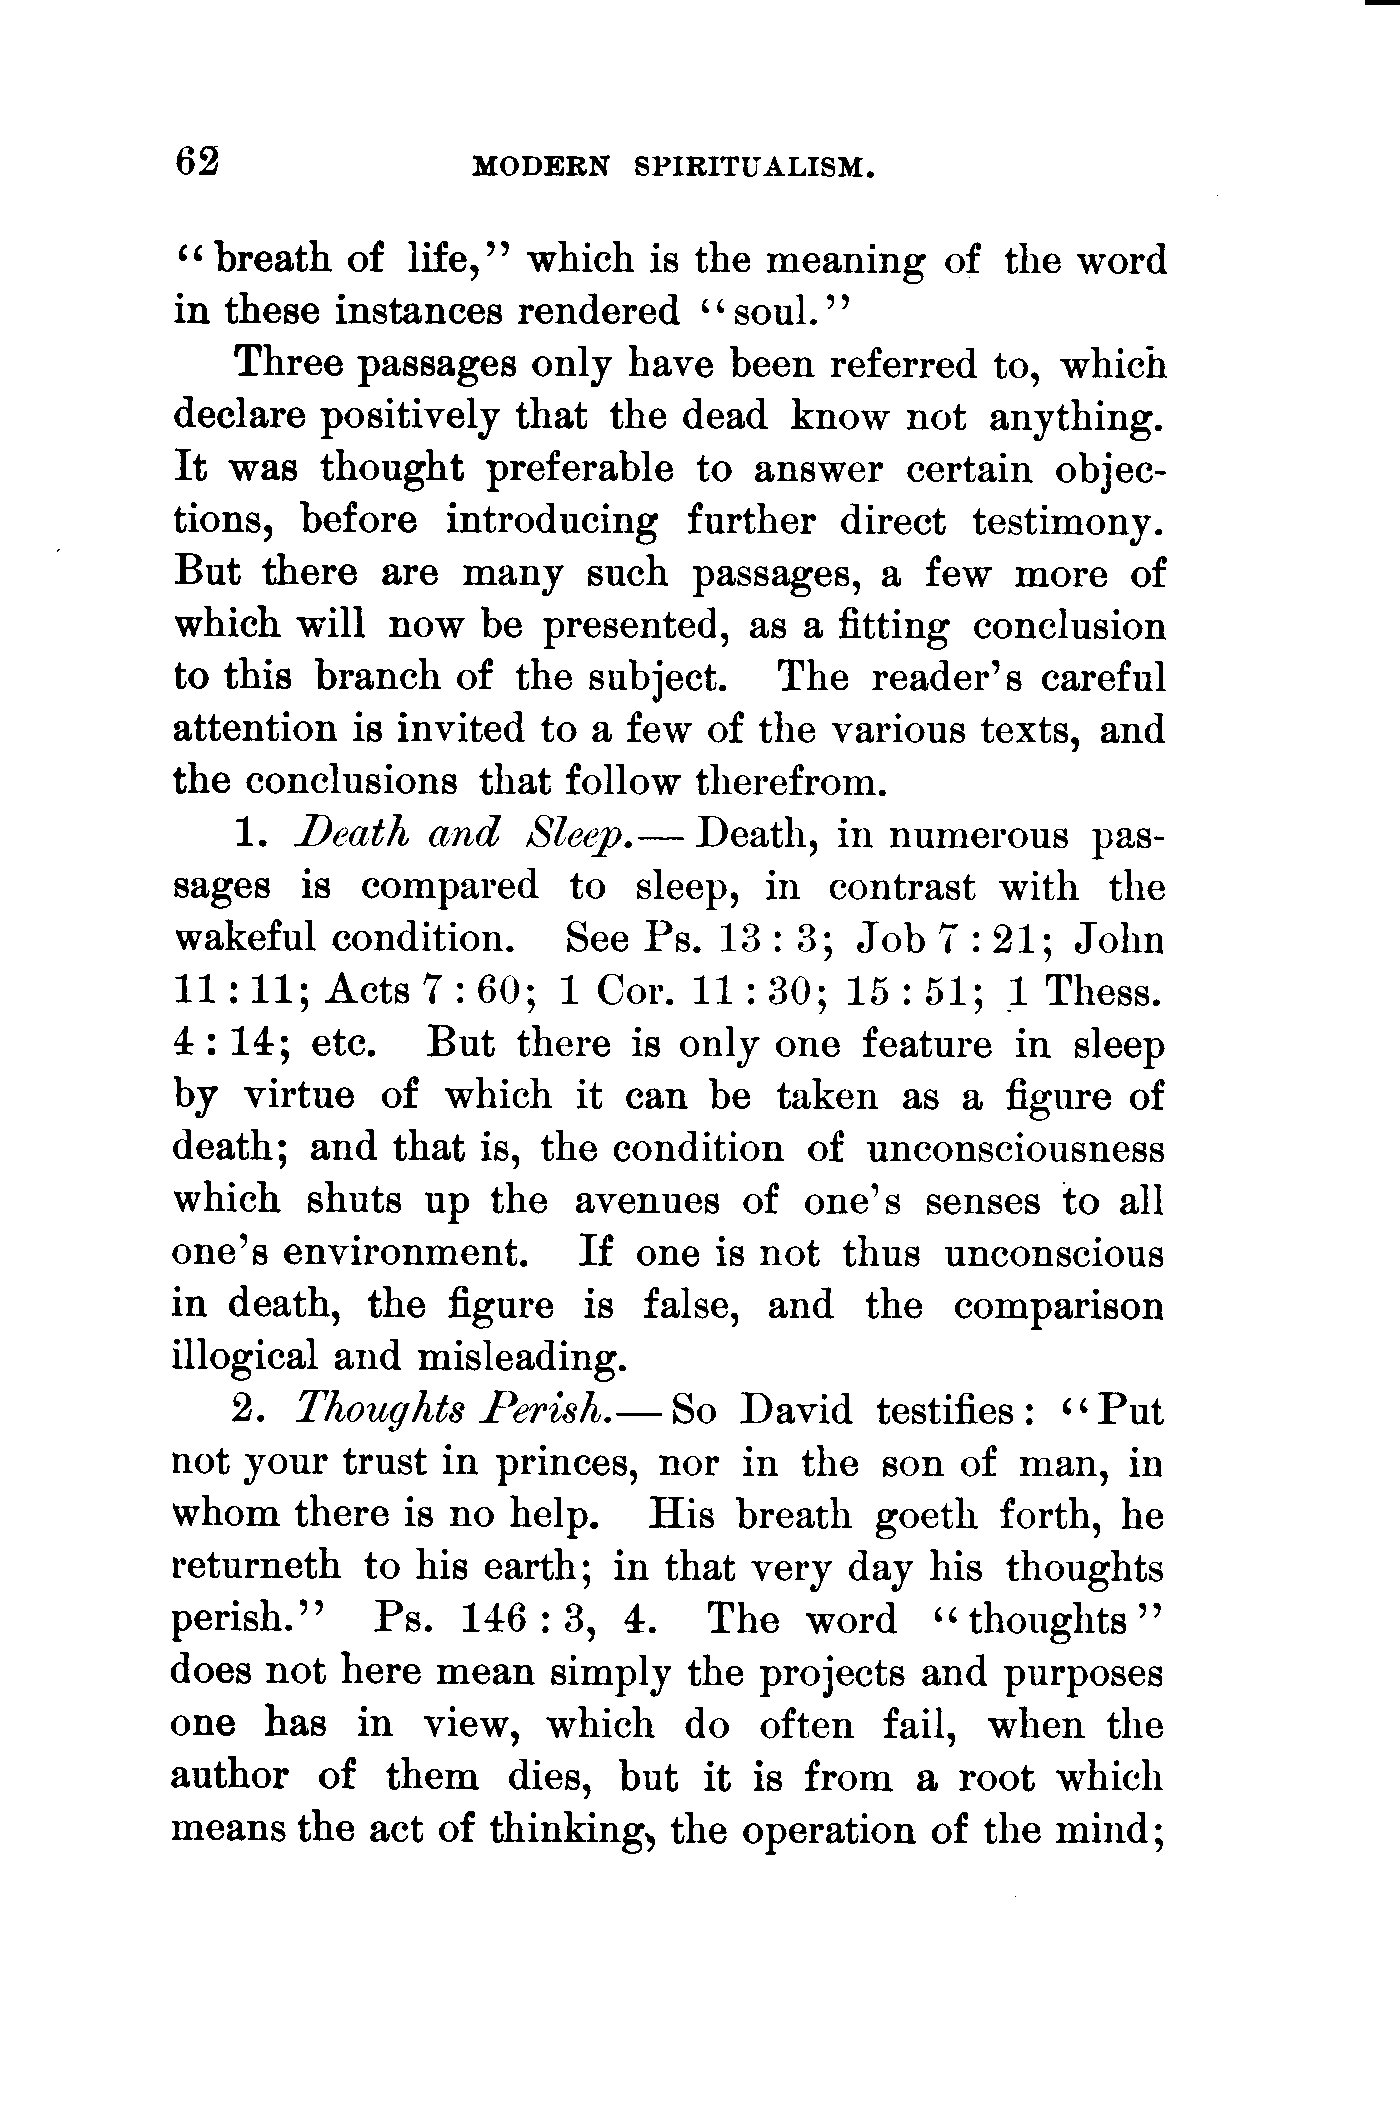 62 MODERN SPIRITUALISM.
“breath of life,” which is the meaning of the word
in these instances rendered “soul.”
Three passages only have been referred to, which
declare positively that the dead know not anything.
It was thought preferable to answer certain objec-
tions, before introducing further direct testimony.
But there are many such passages, a few more of
which will now be presented, as a fitting conclusion
to this branch of the subject. The reader’s careful
attention is invited to a few of the various texts, and
the conclusions that follow therefrom.
1. Death and Sleep.— Death, in numerous pas-
sages is compared to sleep, in contrast with the
wakeful condition. See Ps. 13 : 3; Job 7 : 21; John
11 : 11; Acts 7 : 60; 1 Cor. 11 : 30; 15 : 51; 1 Thess.
4 : 14; etc. But there is only one feature in sleep
by virtue of which it can be taken as a figure of
death; and that is, the condition of unconsciousness
which shuts up the avenues of one’s senses to all
one’s environment. If one is not thus unconscious
in death, the figure is false, and the comparison
illogical and misleading.
2. Thoughts Perish.— So David testifies: “Put
not your trust in princes, nor in the son of man, in
whom there is no help. His breath goeth forth, he
returneth to his earth; in that very day his thoughts
perish.” Ps. 146 : 3, 4. The word “thoughts”
does not here mean simply the projects and purposes
one has in view, which do often fail, when the
author of them dies, but it is from a root which
means the act of thinking, the operation of the mind;